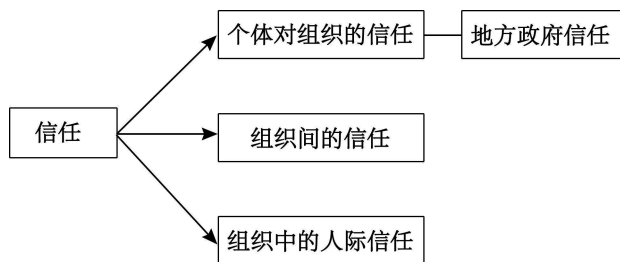 个体对组织的信任
地方政府信任
信任
组织间的信任
组织中的人际信任